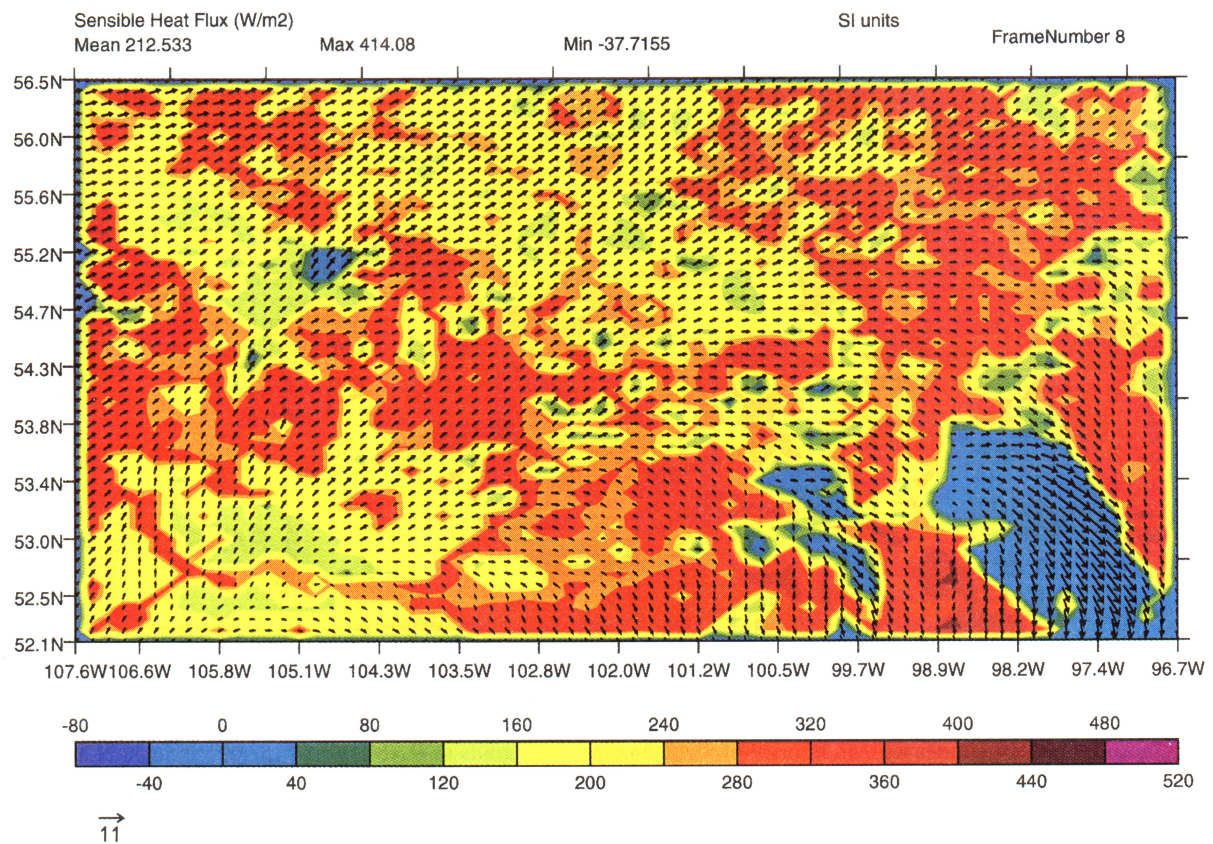 Sensible Heat Flux (W/m2)
SI units
Mean 212.533 Max 414.08 Min -37.7155 FrameNumber 8
56.5N
56.0N
55.6N
55.2N
54.7N
54.3N
53.8N
53.4N
53.0N
52.5N
52.1N
107.6W 106.6W 105.8W 105.1W 104.3W 103.5W 102.8W 102.0W 101.2W 100.5W 99.7W 98.9W 98.2W 97.4W 96.7W
-80 0 80 160 240 320 400 480
-40 40 120 200 280 360 440 520
11